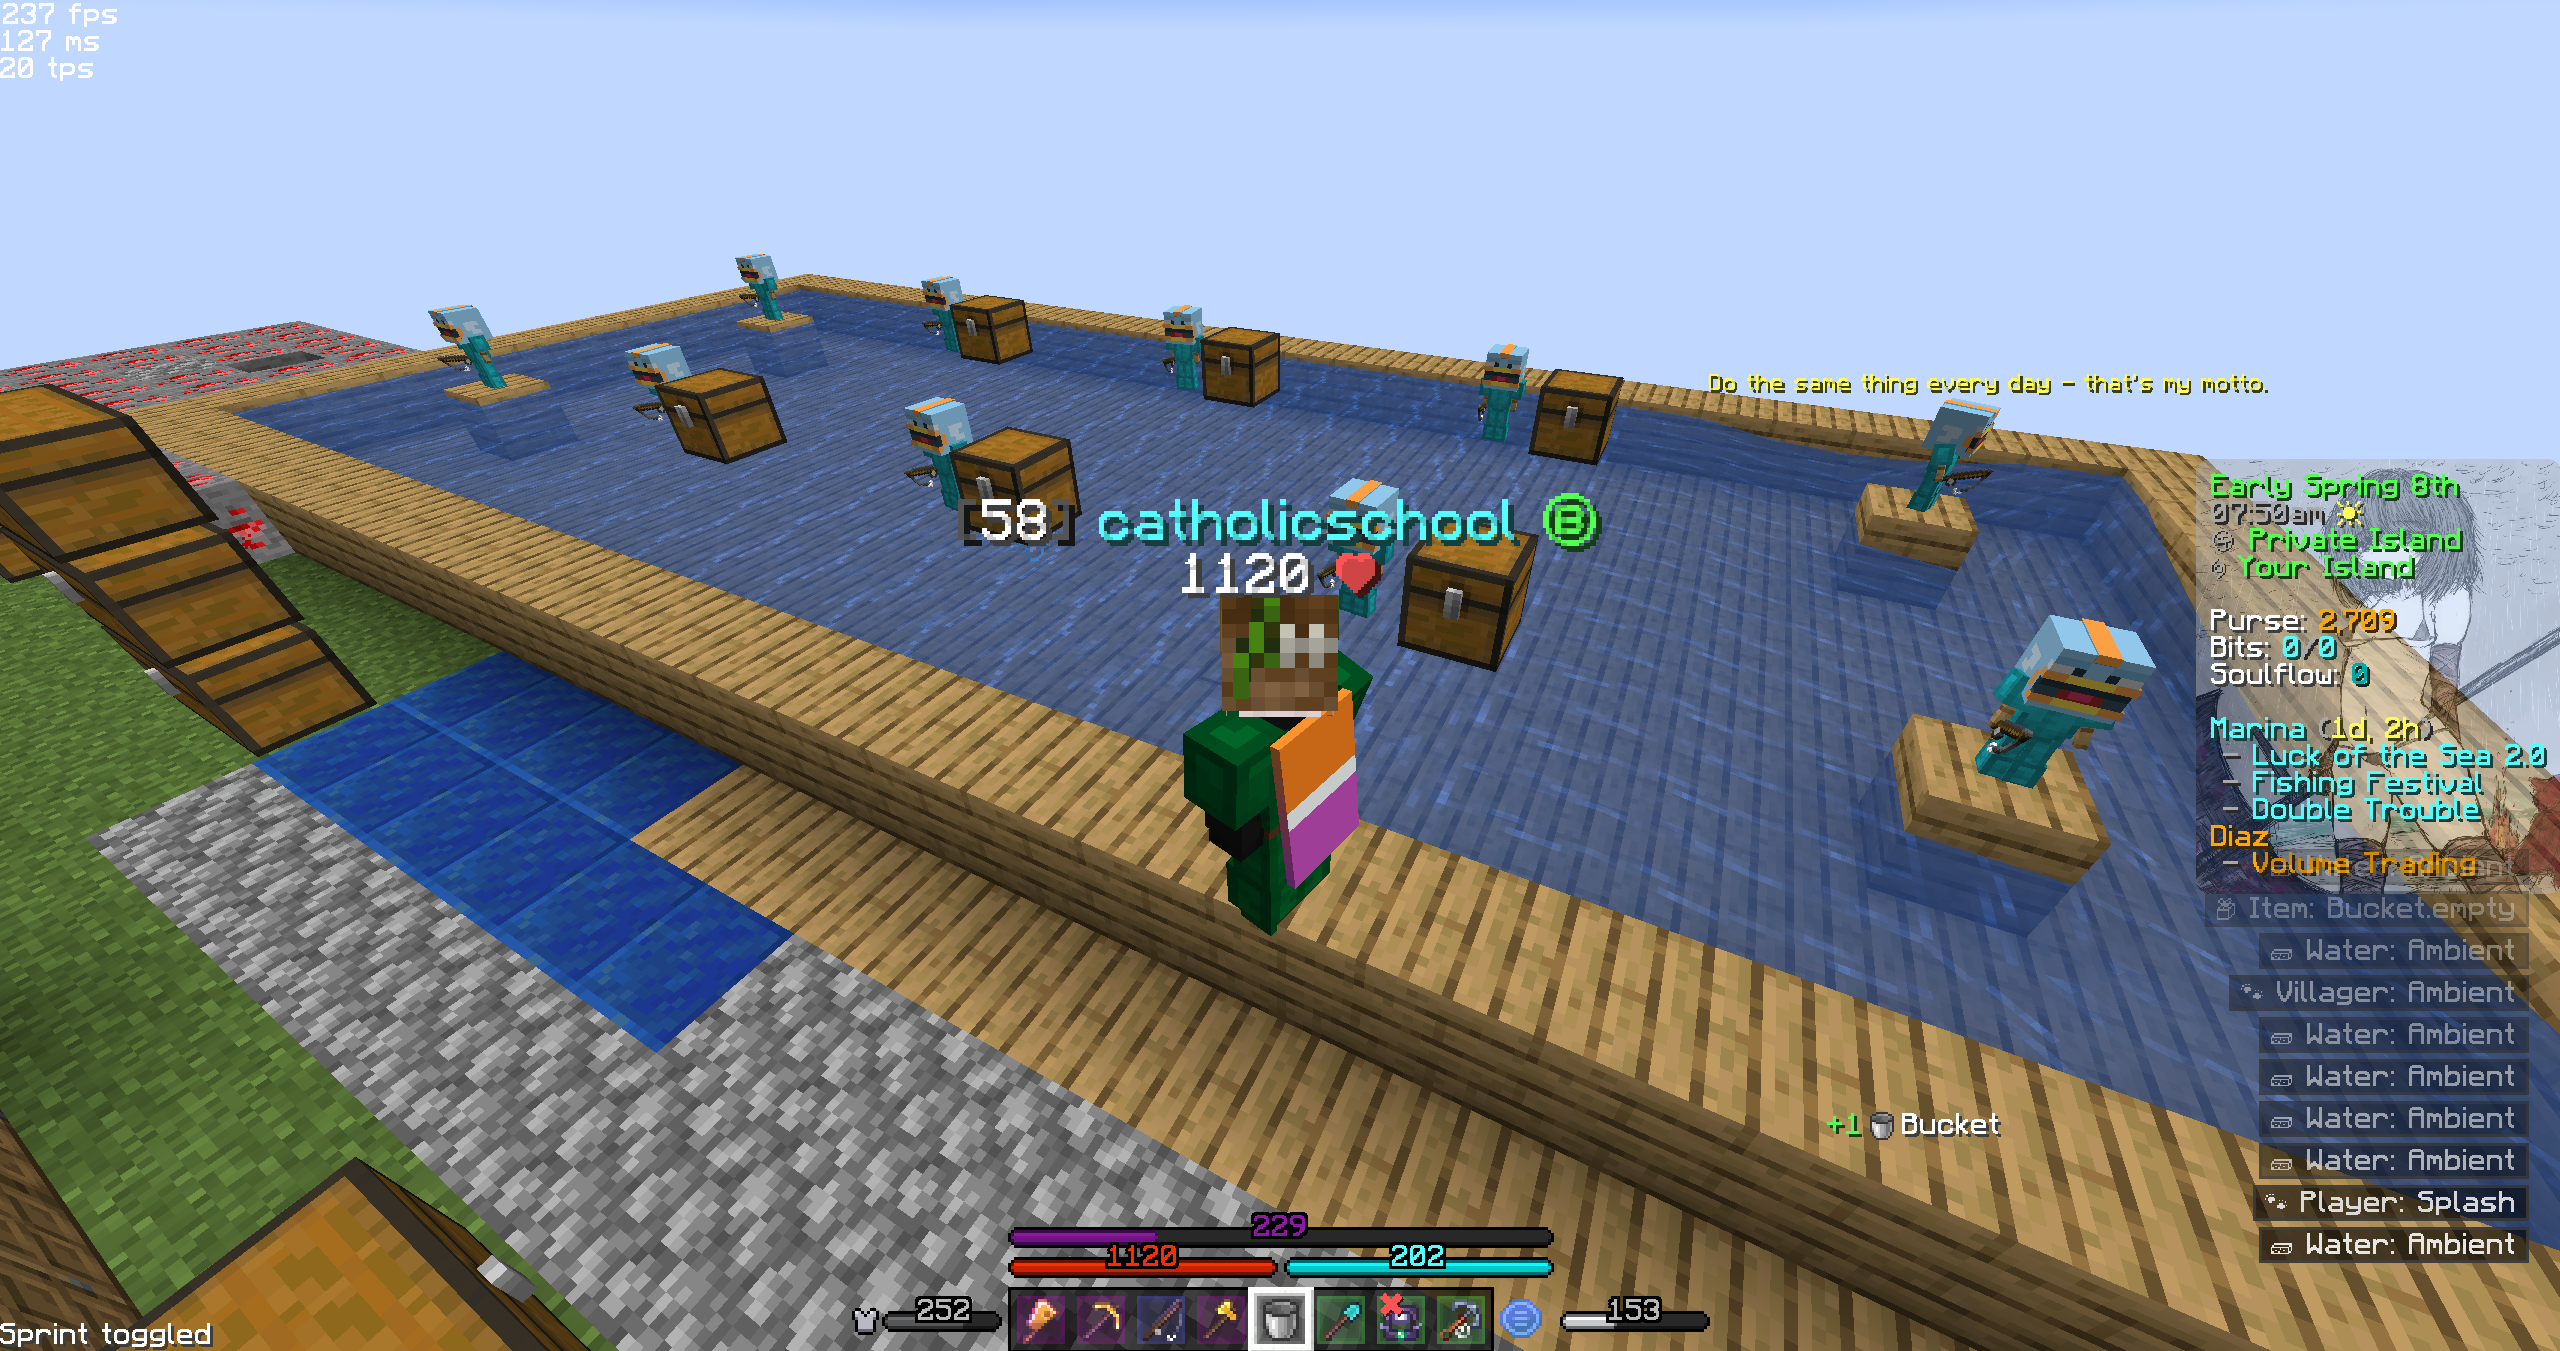 237 fps
127 ms
20 tps
Do the same thing every day - that's my motto.
[58] catholicschool B
1120
Early Spring 8th
07:50am
Private Island
Your Island
Purse: 2,709
Bits: 0/0
Soulflow: 0
Marina (1d, 2h)
- Luck of the Sea 2.0
- Fishing Festival
- Double Trouble
Diaz
- Volume Trading
Item: Bucket.empty
Water: Ambient
Villager: Ambient
Water: Ambient
Water: Ambient
Water: Ambient
Water: Ambient
Player: Splash
Water: Ambient
+1 Bucket
229
1120
202
252
153
Sprint toggled